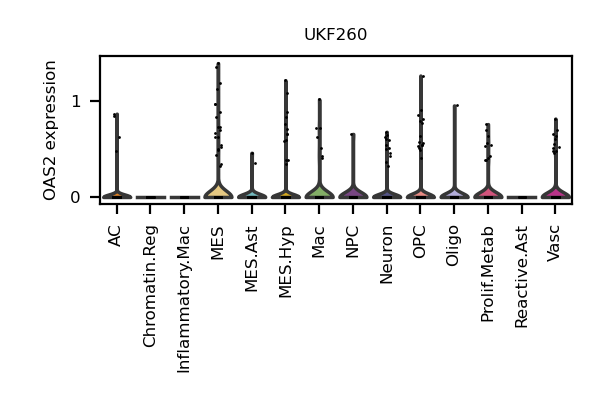 UKF260
OAS2 expression
1
0
AC
Chromatin.Reg
Inflammatory.Mac
MES
MES.Ast
MES.Hyp
Mac
NPC
Neuron
OPC
Oligo
Prolif.Metab
Reactive.Ast
Vasc